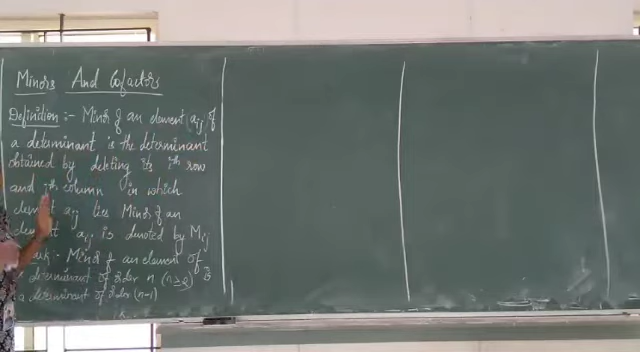 Minors And Cofactors
Definition :- Minor of an element aij of
a determinant is the determinant
obtained by deleting its ith row
and jth column in which
element aij lies Minor of an
element aij is denoted by Mij
Minor of an element of
determinant of order n (n≥2) is
a determinant of order (n-1)